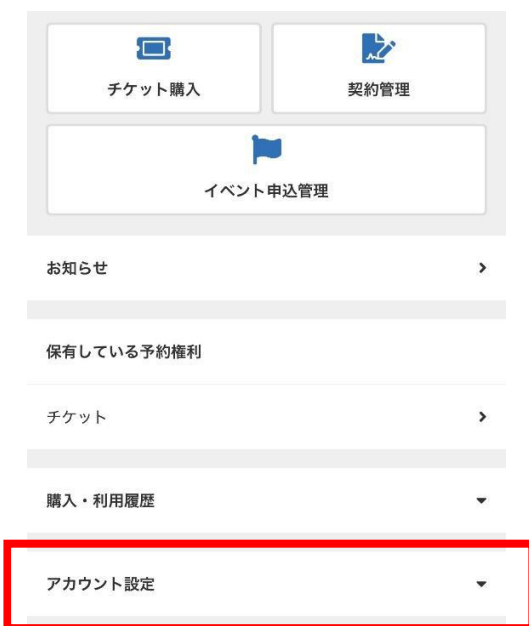 チケット購入
契約管理
イベント申込管理
お知らせ
保有している予約権利
チケット
購入・利用履歴
アカウント設定